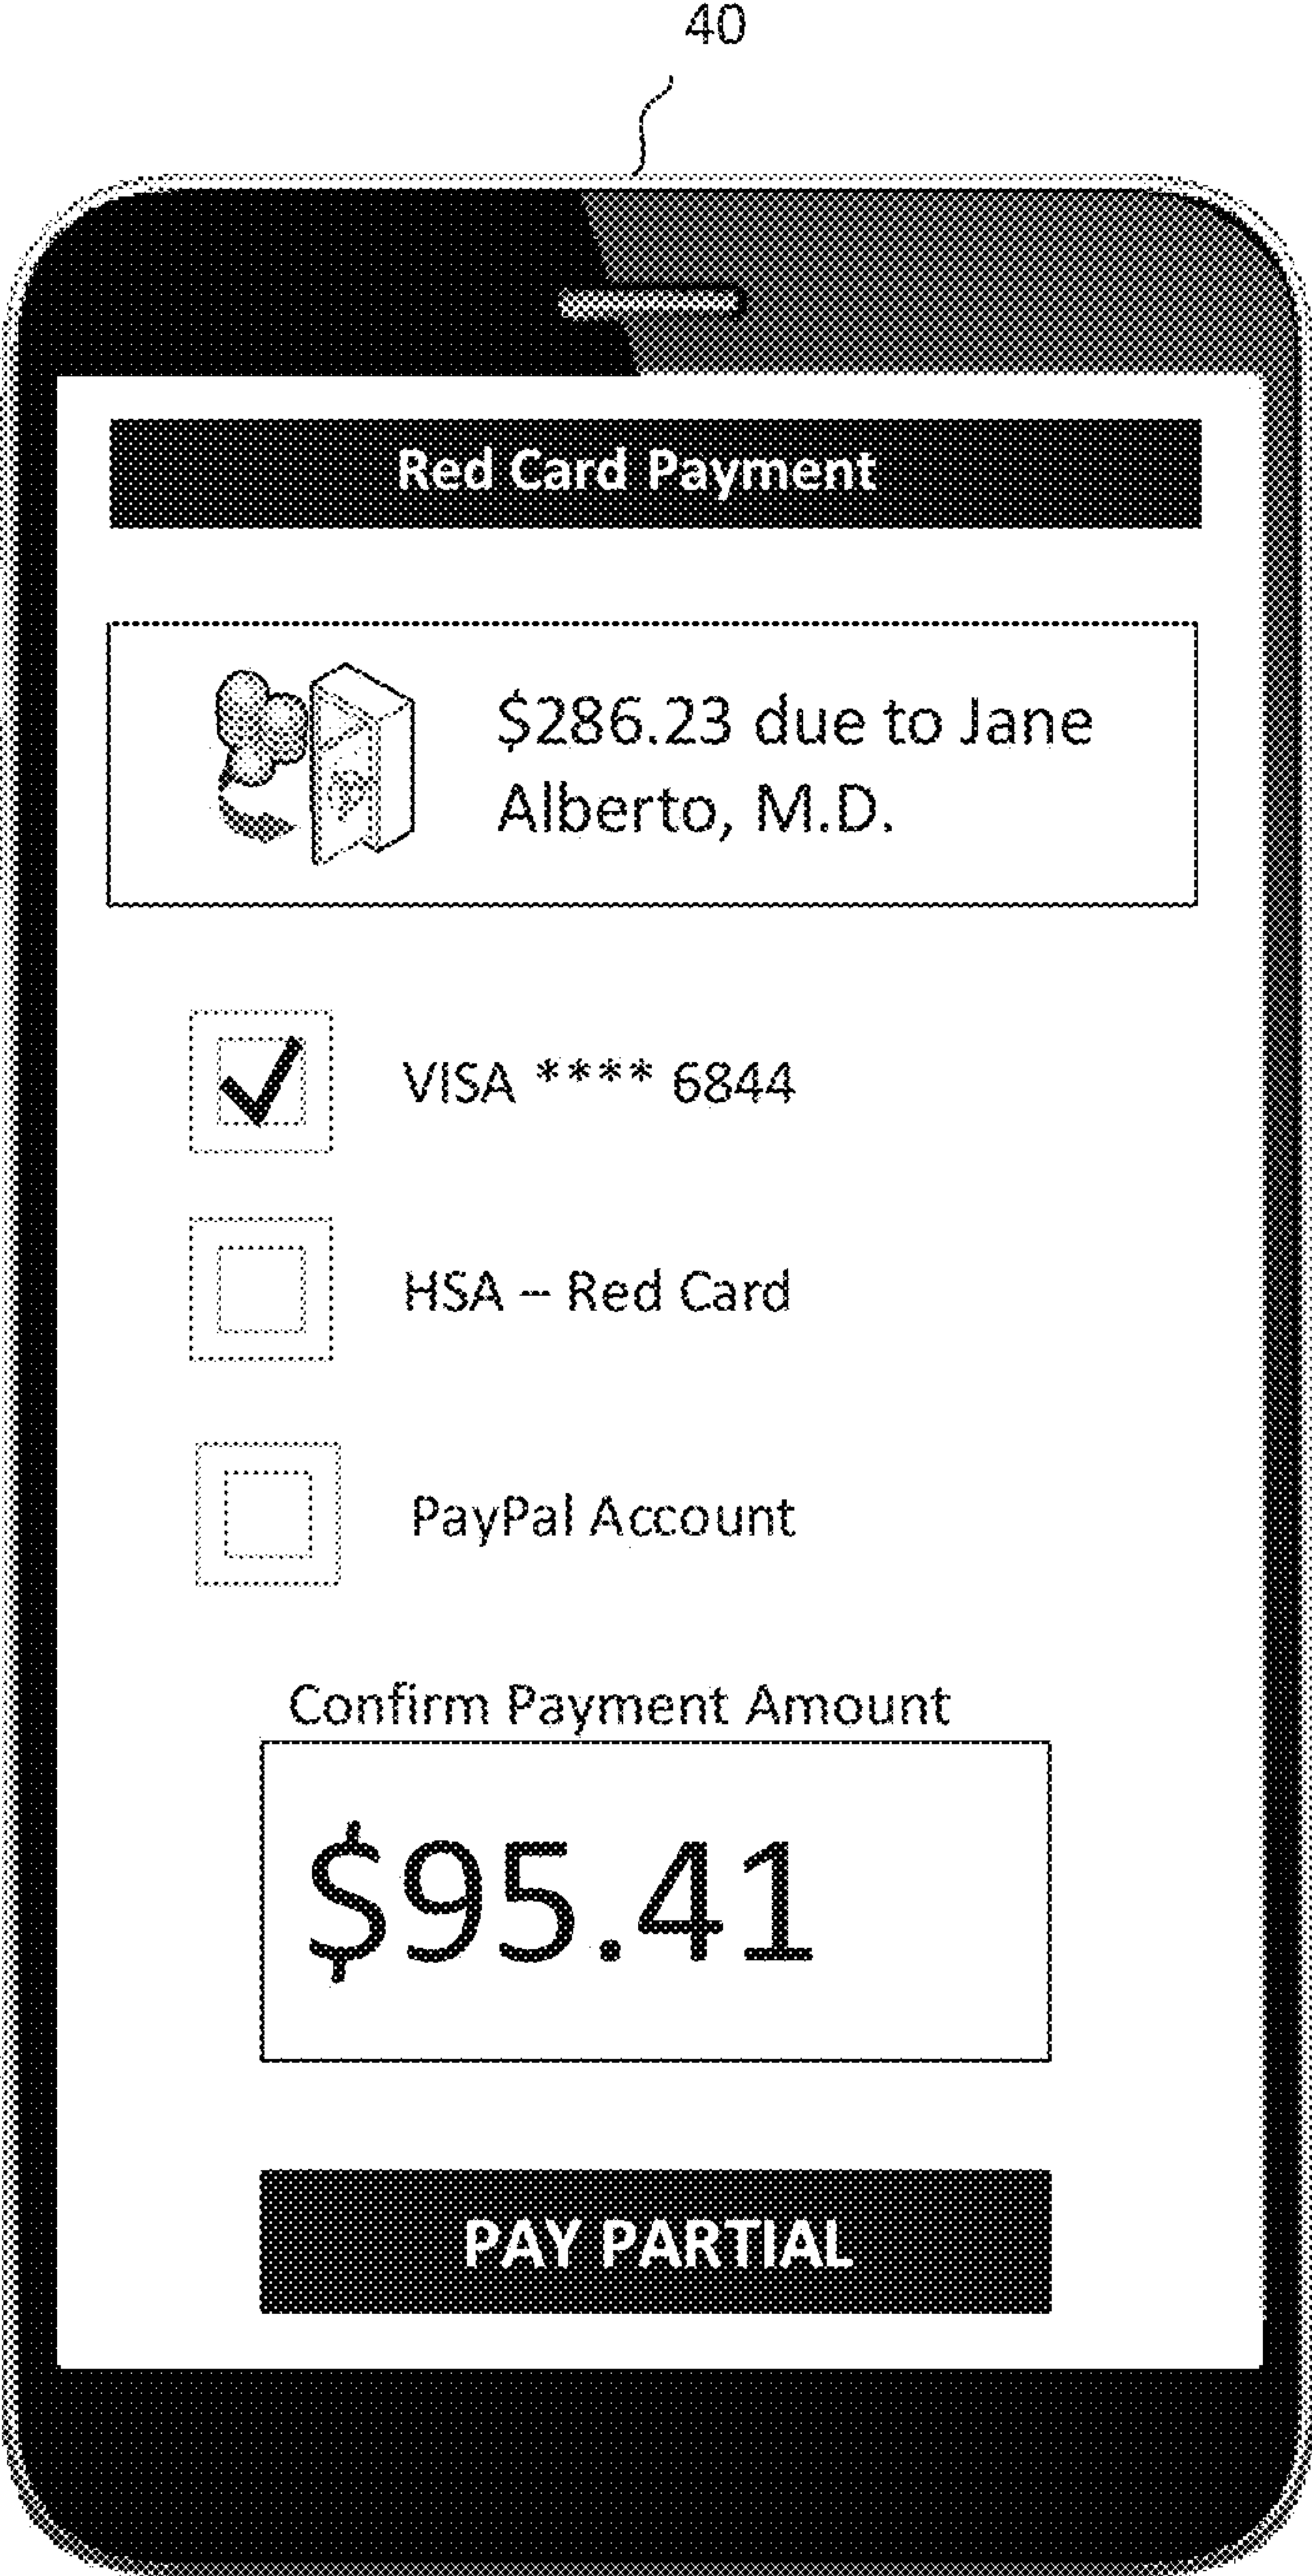 40
Red Card Payment
$286.23 due to Jane
Alberto, M.D.
VISA **** 6844
HSA – Red Card
PayPal Account
Confirm Payment Amount
$95.41
PAY PARTIAL